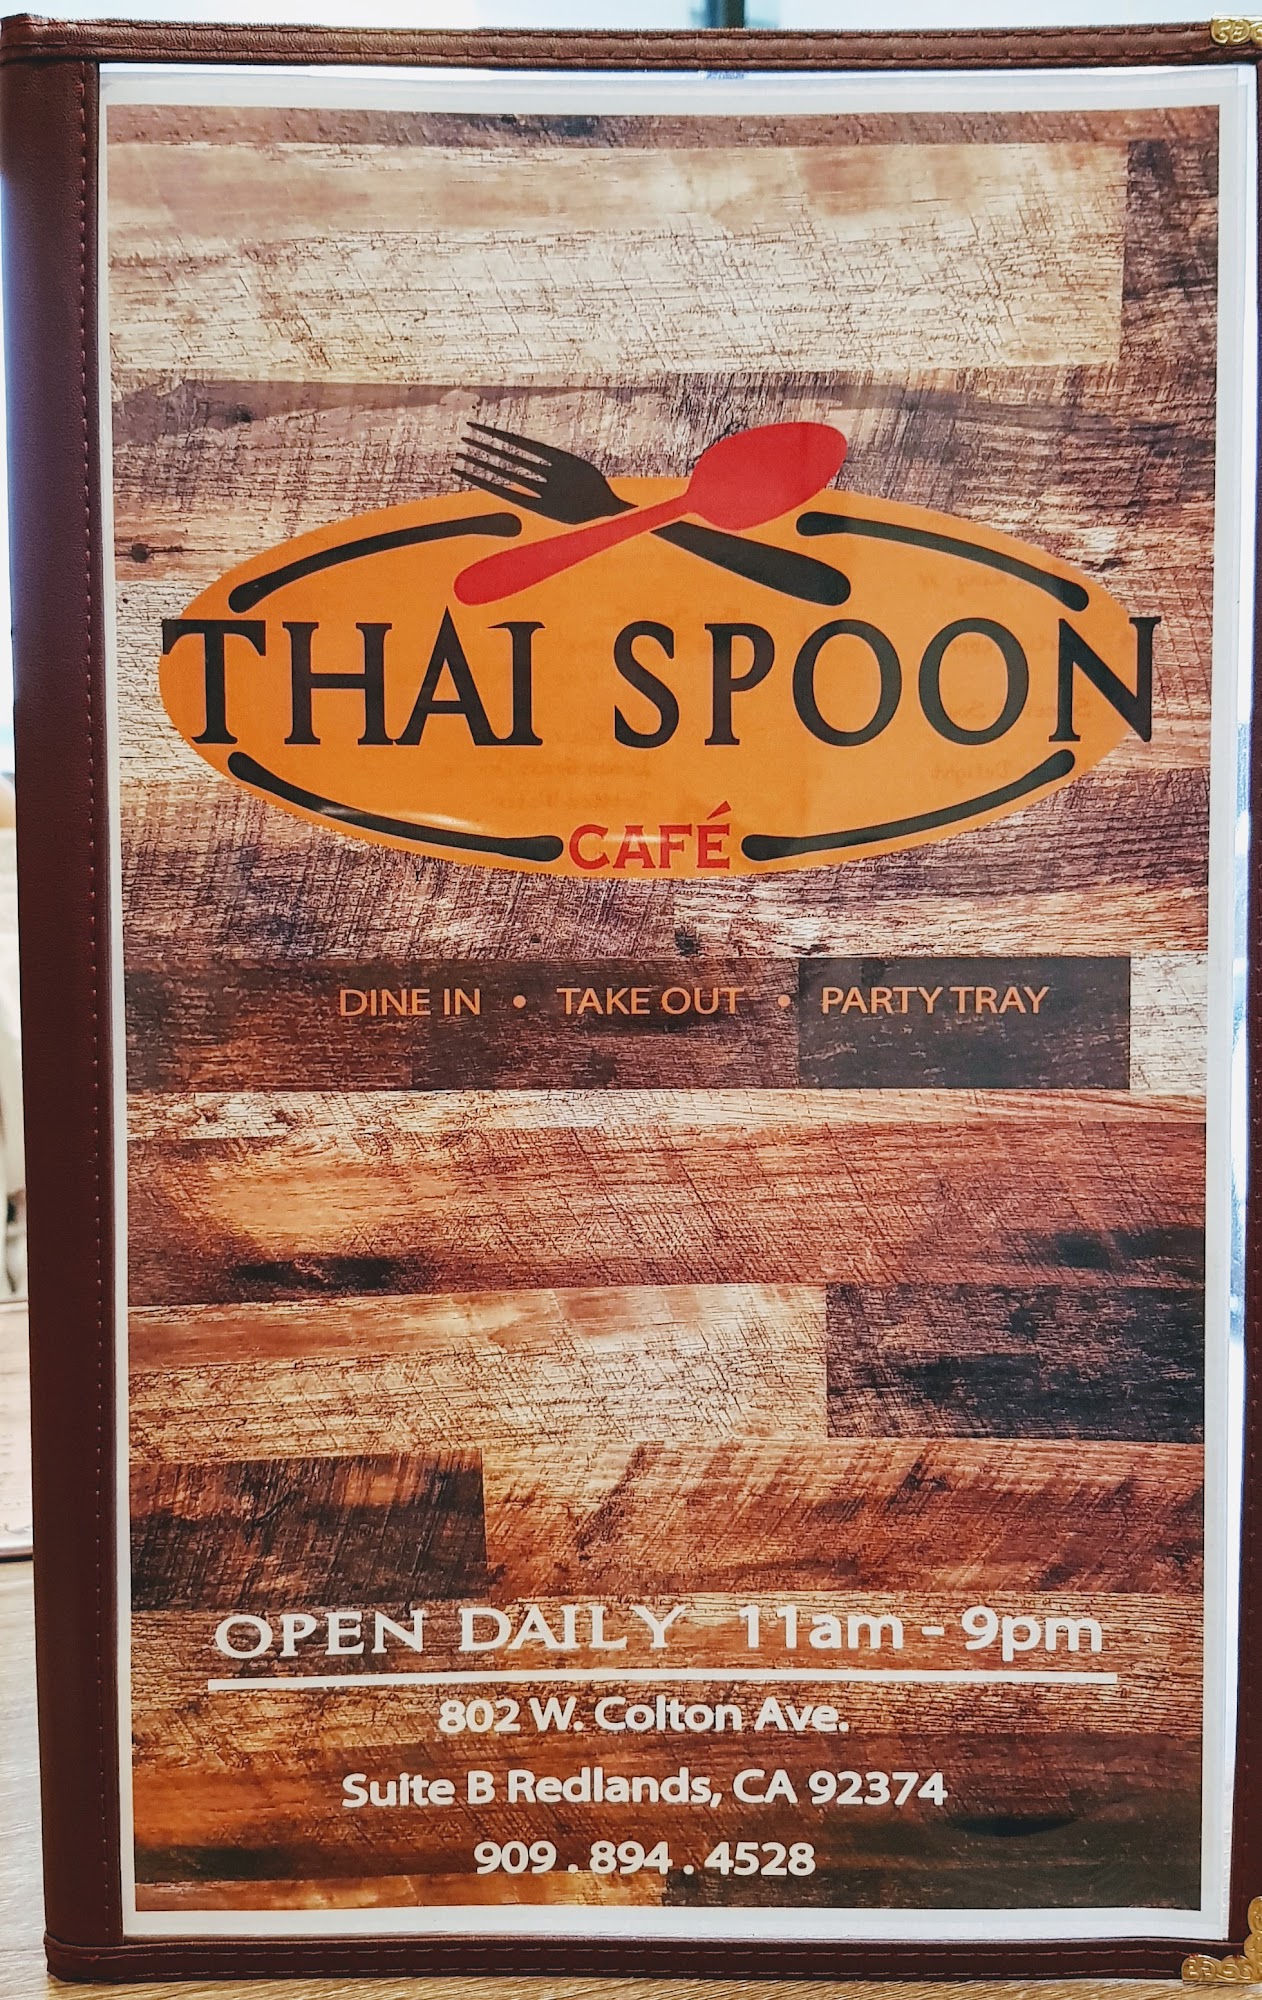 THAI SPOON
CAFÉ
DINE IN • TAKE OUT • PARTY TRAY
OPEN DAILY 11am - 9pm
802 W. Colton Ave.
Suite B Redlands, CA 92374
909 . 894 . 4528